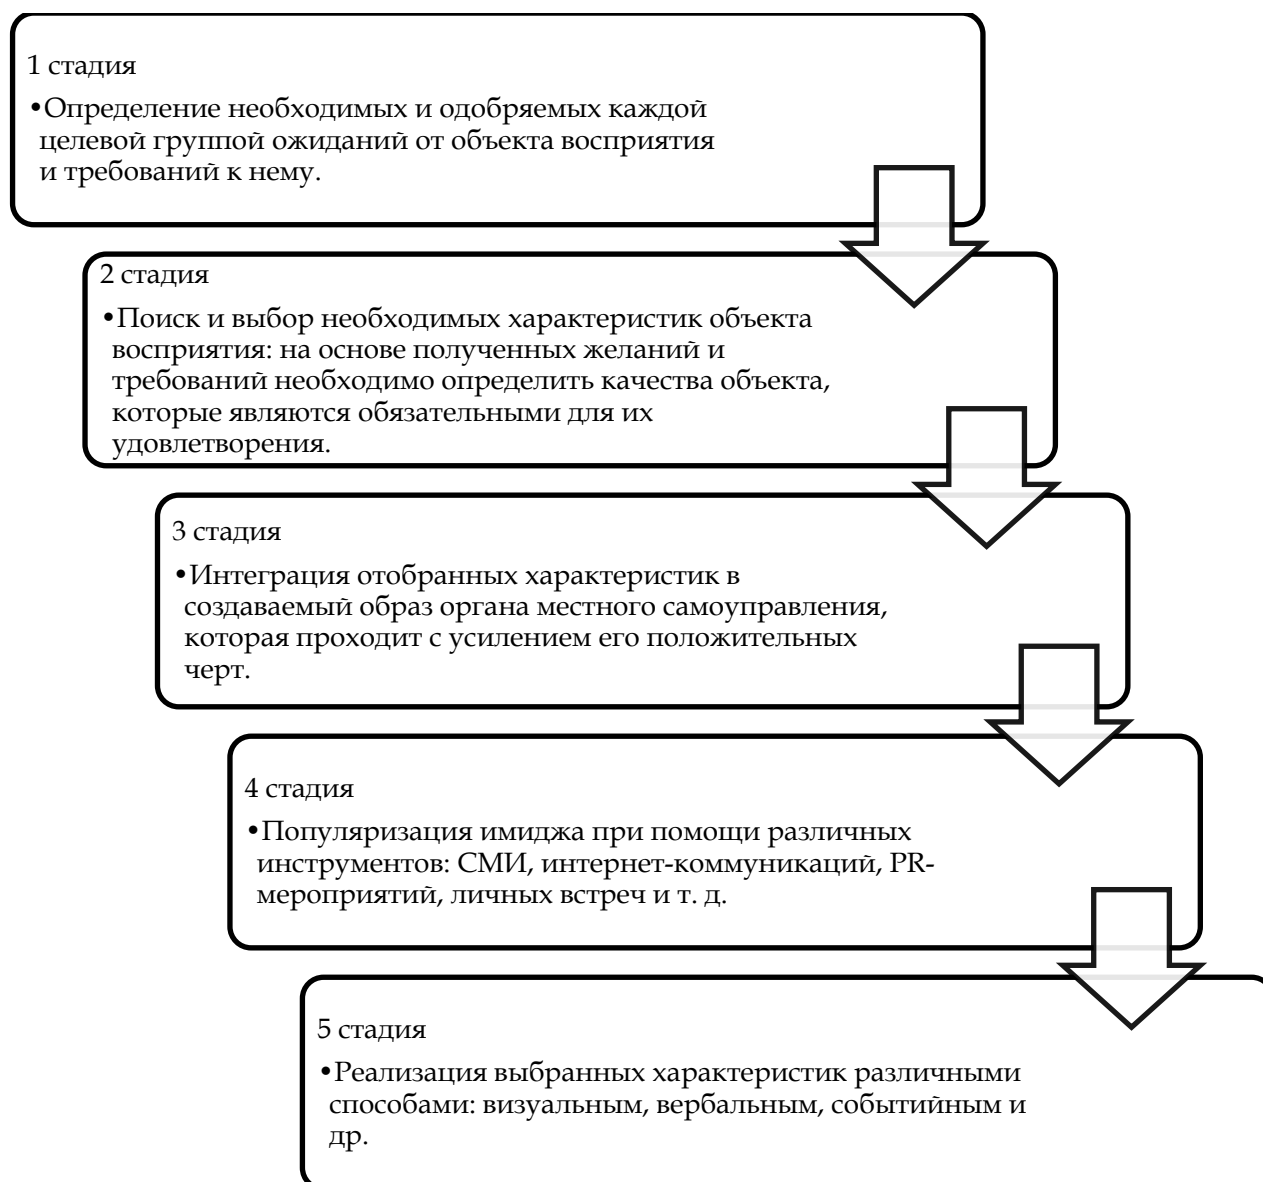 1 стадия
•Определение необходимых и одобряемых каждой
целевой группой ожиданий от объекта восприятия
и требований к нему.
2 стадия
•Поиск и выбор необходимых характеристик объекта
восприятия: на основе полученных желаний и
требований необходимо определить качества объекта,
которые являются обязательными для их
удовлетворения.
3 стадия
•Интеграция отобранных характеристик в
создаваемый образ органа местного самоуправления,
которая проходит с усилением его положительных
черт.
4 стадия
•Популяризация имиджа при помощи различных
инструментов: СМИ, интернет-коммуникаций, PR-
мероприятий, личных встреч и т. д.
5 стадия
•Реализация выбранных характеристик различными
способами: визуальным, вербальным, событийным и
др.